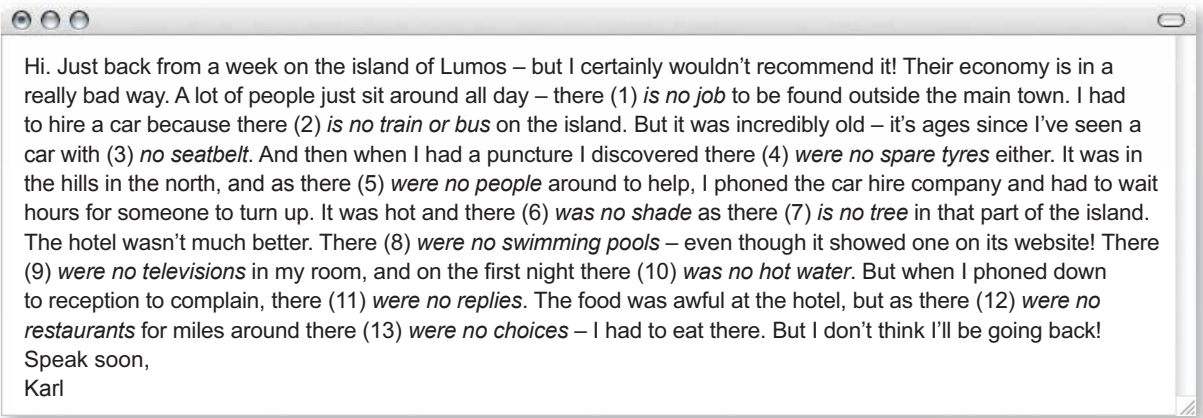 Hi. Just back from a week on the island of Lumos – but I certainly wouldn’t recommend it! Their economy is in a
really bad way. A lot of people just sit around all day – there (1) is no job to be found outside the main town. I had
to hire a car because there (2) is no train or bus on the island. But it was incredibly old – it’s ages since I’ve seen a
car with (3) no seatbelt. And then when I had a puncture I discovered there (4) were no spare tyres either. It was in
the hills in the north, and as there (5) were no people around to help, I phoned the car hire company and had to wait
hours for someone to turn up. It was hot and there (6) was no shade as there (7) is no tree in that part of the island.
The hotel wasn’t much better. There (8) were no swimming pools – even though it showed one on its website! There
(9) were no televisions in my room, and on the first night there (10) was no hot water. But when I phoned down
to reception to complain, there (11) were no replies. The food was awful at the hotel, but as there (12) were no
restaurants for miles around there (13) were no choices – I had to eat there. But I don’t think I’ll be going back!
Speak soon,
Karl